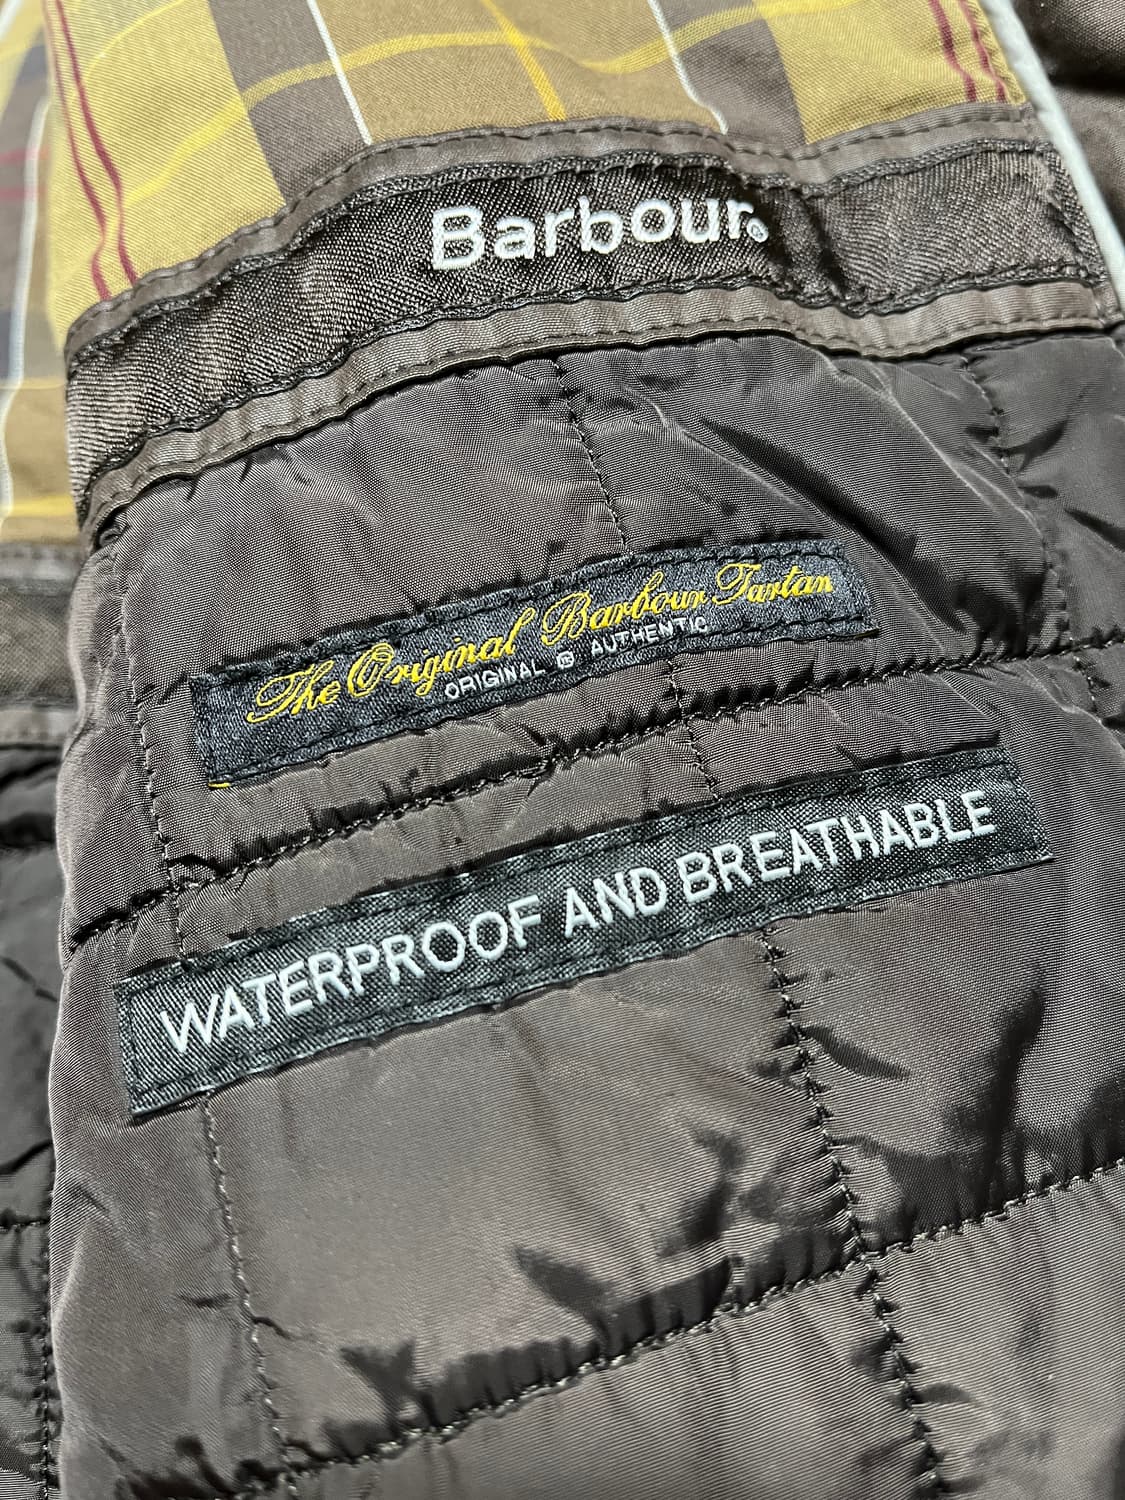 Barbour®
The Original Barbour Tartan
ORIGINAL & AUTHENTIC
WATERPROOF AND BREATHABLE